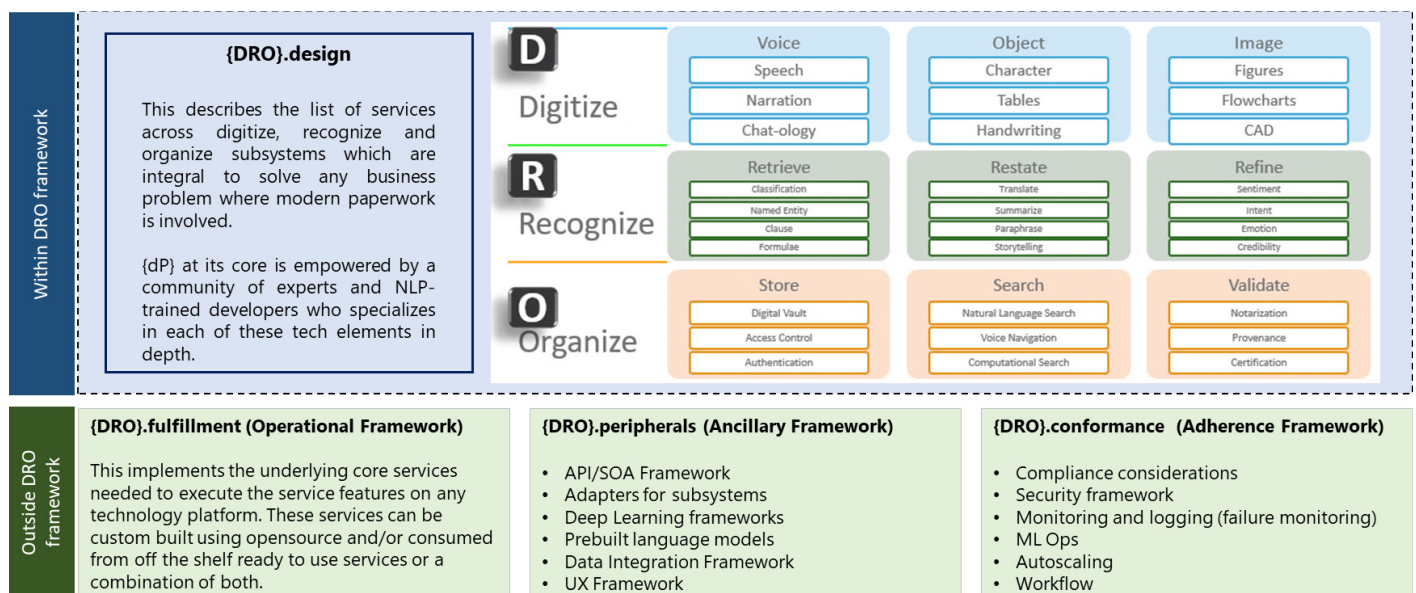 Within DRO framework
{DRO}.design
This describes the list of services
across digitize, recognize and
organize subsystems which are
integral to solve any business
problem where modern paperwork
is involved.
{dP} at its core is empowered by a
community of experts and NLP-
trained developers who specializes
in each of these tech elements in
depth.
D
Digitize
Voice
Speech
Narration
Chat-ology
Object
Character
Tables
Handwriting
Image
Figures
Flowcharts
CAD
R
Recognize
Retrieve
Classification
Named Entity
Clause
Formulae
Restate
Translate
Summarize
Paraphrase
Storytelling
Refine
Sentiment
Intent
Emotion
Credibility
O
Organize
Store
Digital Vault
Access Control
Authentication
Search
Natural Language Search
Voice Navigation
Computational Search
Validate
Notarization
Provenance
Certification
Outside DRO
framework
{DRO}.fulfillment (Operational Framework)
This implements the underlying core services
needed to execute the service features on any
technology platform. These services can be
custom built using opensource and/or consumed
from off the shelf ready to use services or a
combination of both.
{DRO}.peripherals (Ancillary Framework)
• API/SOA Framework
• Adapters for subsystems
• Deep Learning frameworks
• Prebuilt language models
• Data Integration Framework
• UX Framework
{DRO}.conformance (Adherence Framework)
• Compliance considerations
• Security framework
• Monitoring and logging (failure monitoring)
• ML Ops
• Autoscaling
• Workflow